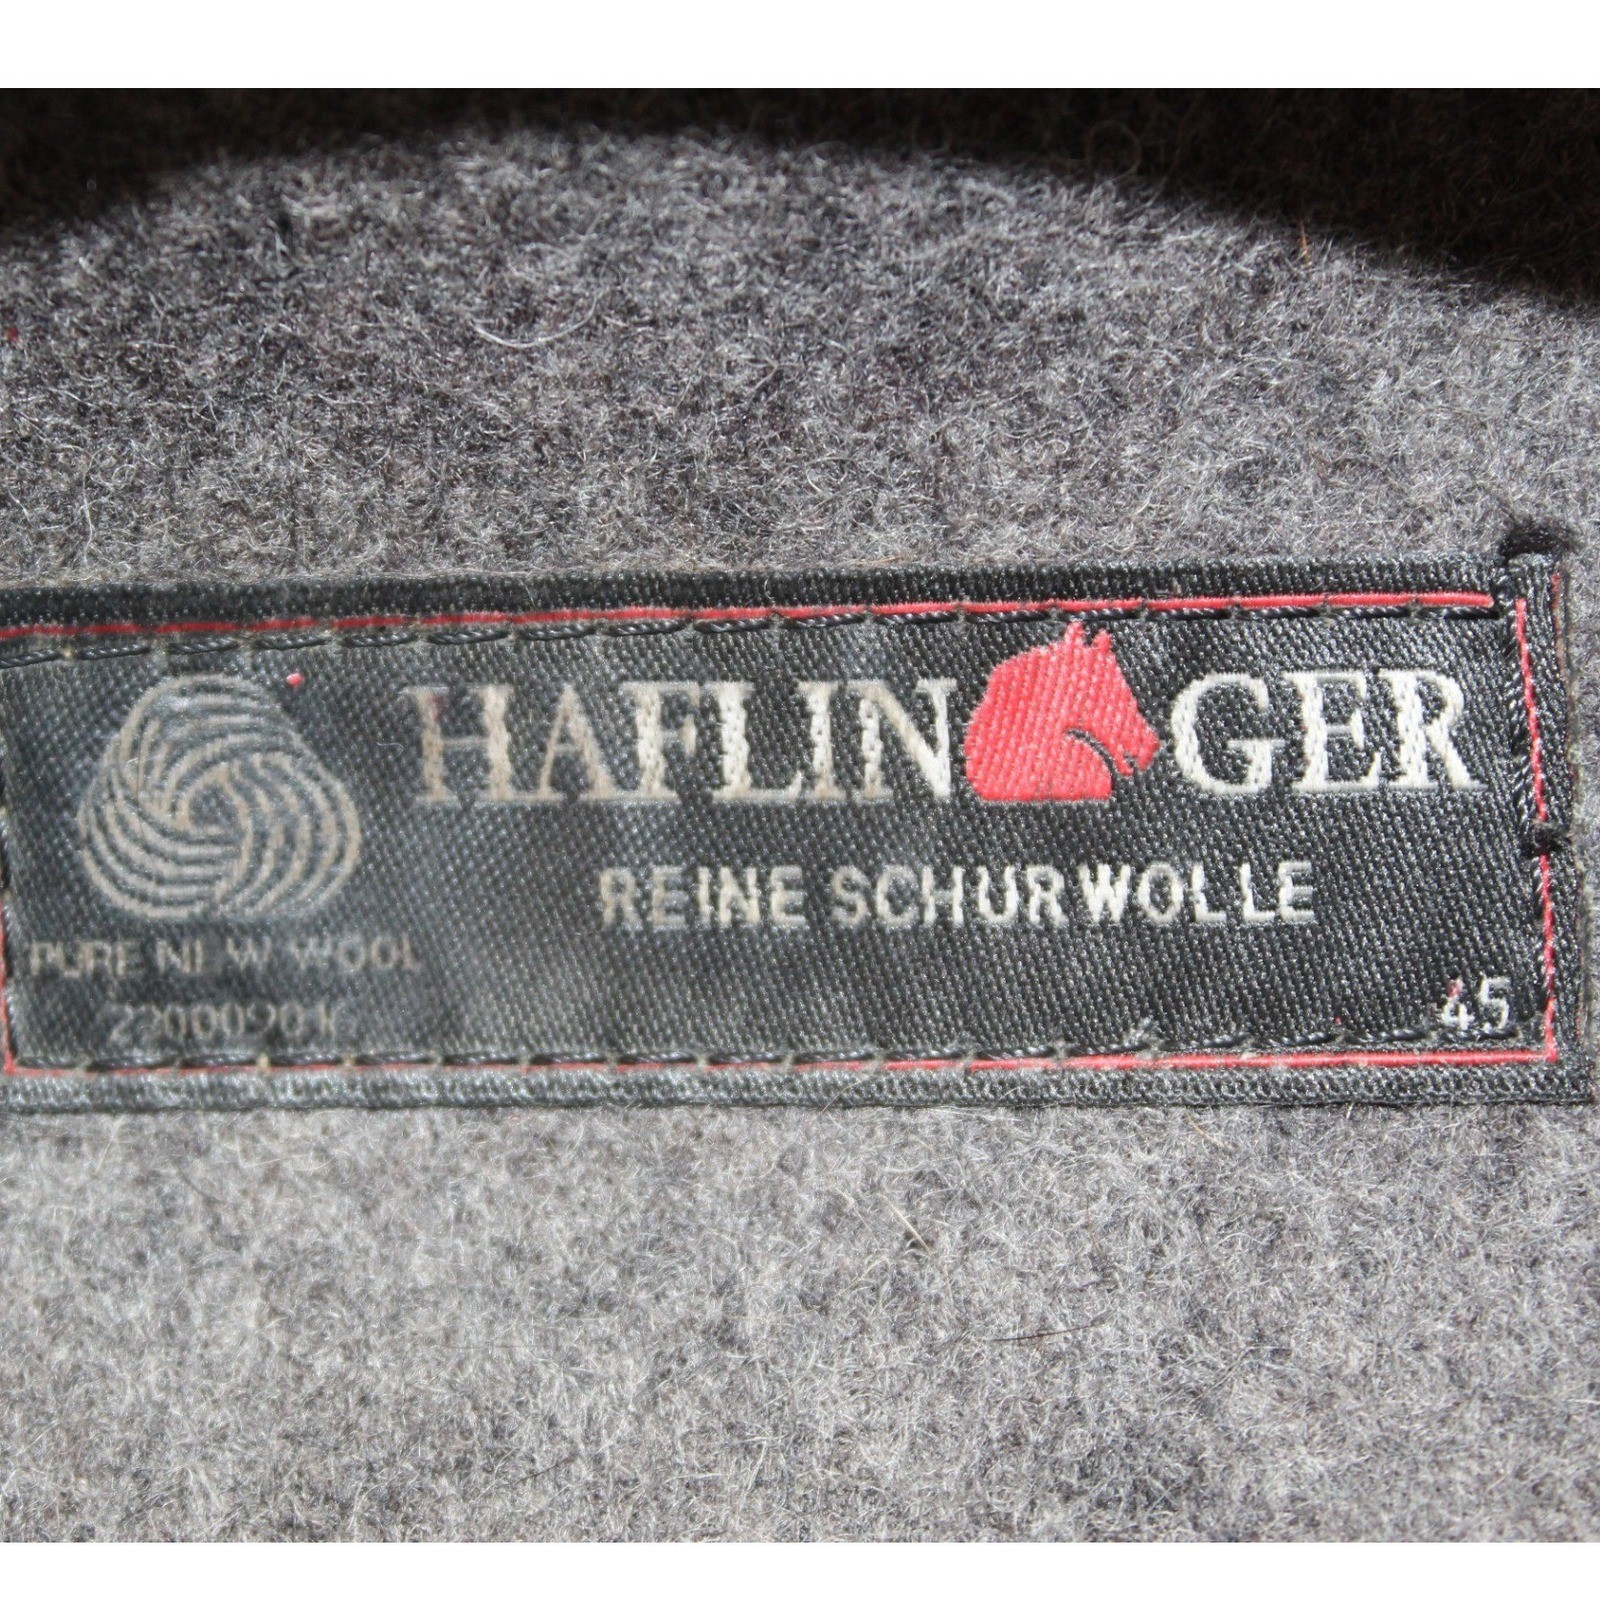 HAFLINGER
REINE SCHURWOLLE
PURE NEW WOOL
45